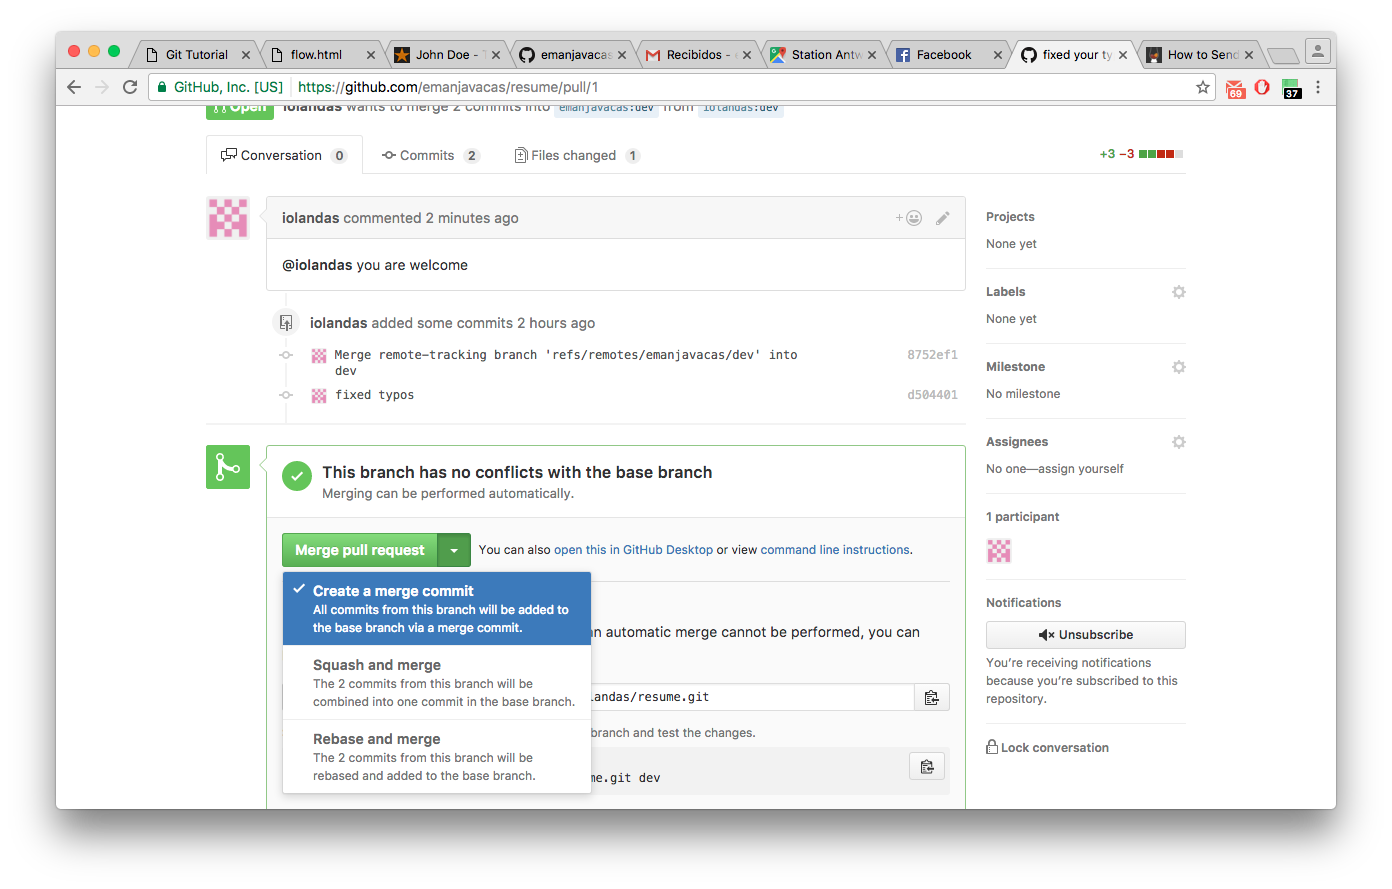 Git Tutorial
flow.html
John Doe -
emanjavacas
Recibidos -
Station Antw
Facebook
fixed your ty
How to Send
GitHub, Inc. [US]
https://github.com/emanjavacas/resume/pull/1
69
37
Open
iolandas wants to merge 2 commits into emanjavacas:dev from iolandas:dev
Conversation 0
Commits 2
Files changed 1
+3 −3
iolandas commented 2 minutes ago
@iolandas you are welcome
iolandas added some commits 2 hours ago
Merge remote-tracking branch 'refs/remotes/emanjavacas/dev' into
dev
8752ef1
fixed typos
d504401
This branch has no conflicts with the base branch
Merging can be performed automatically.
Merge pull request
You can also open this in GitHub Desktop or view command line instructions.
Create a merge commit
All commits from this branch will be added to
the base branch via a merge commit.
Squash and merge
The 2 commits from this branch will be
combined into one commit in the base branch.
Rebase and merge
The 2 commits from this branch will be
rebased and added to the base branch.
automatic merge cannot be performed, you can
landas/resume.git
branch and test the changes.
me.git dev
Projects
None yet
Labels
None yet
Milestone
No milestone
Assignees
No one—assign yourself
1 participant
Notifications
Unsubscribe
You're receiving notifications
because you're subscribed to this
repository.
Lock conversation